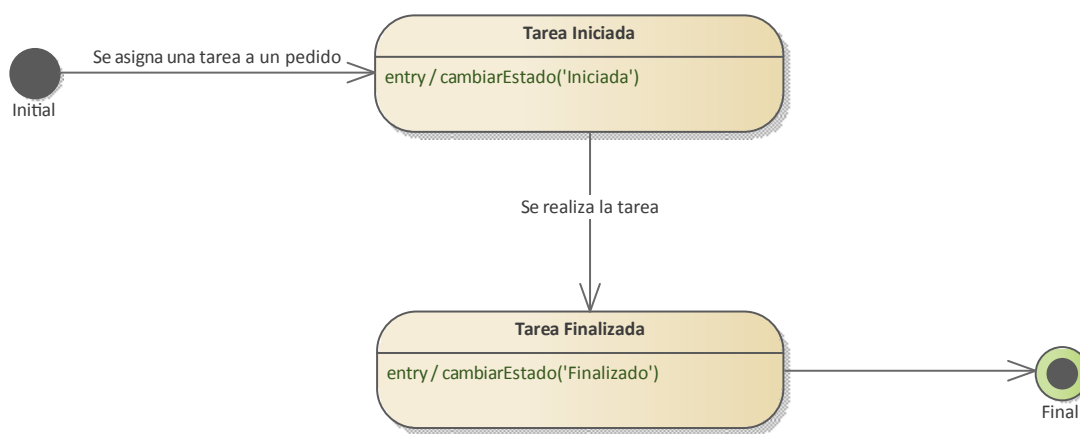 Tarea Iniciada
Se asigna una tarea a un pedido
entry / cambiarEstado('Iniciada')
Initial
Se realiza la tarea
Tarea Finalizada
entry / cambiarEstado('Finalizado')
Final